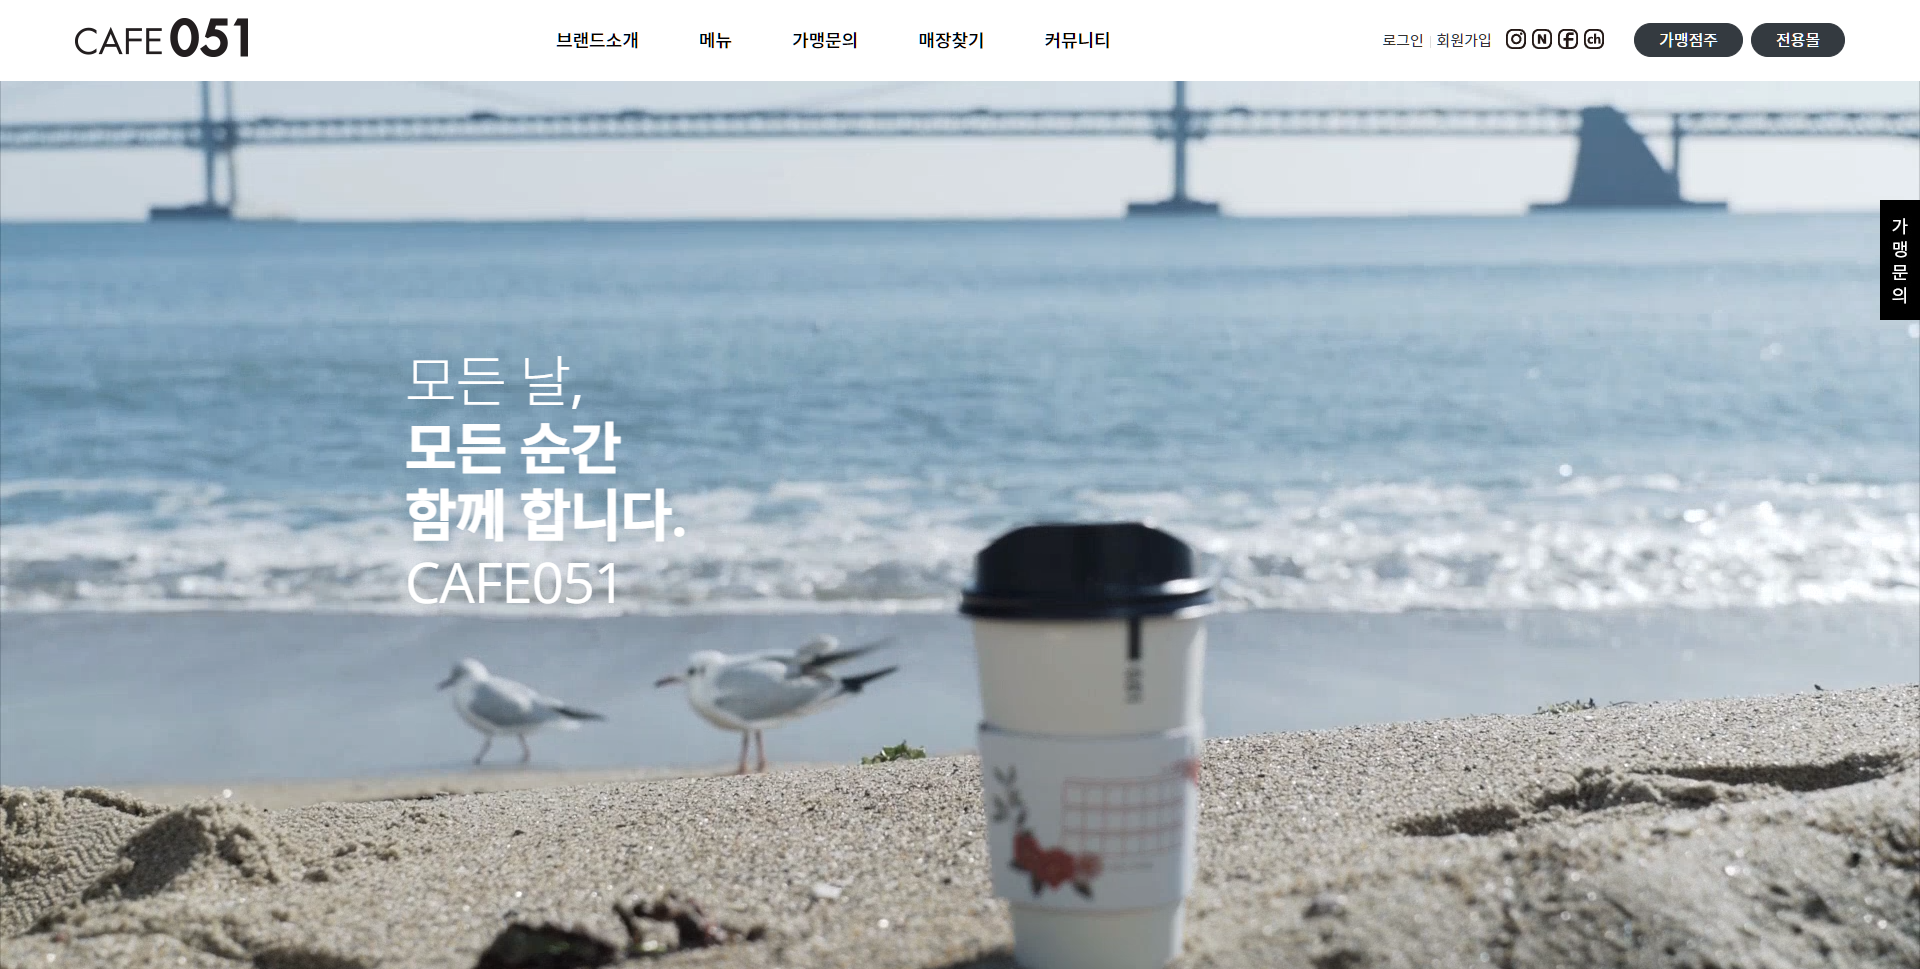 CAFE 051
브랜드소개
메뉴
가맹문의
매장찾기
커뮤니티
로그인 | 회원가입
N
f
ch
가맹점주
전용몰
가
맹
문
의
모든 날,
모든 순간
함께 합니다.
CAFE051